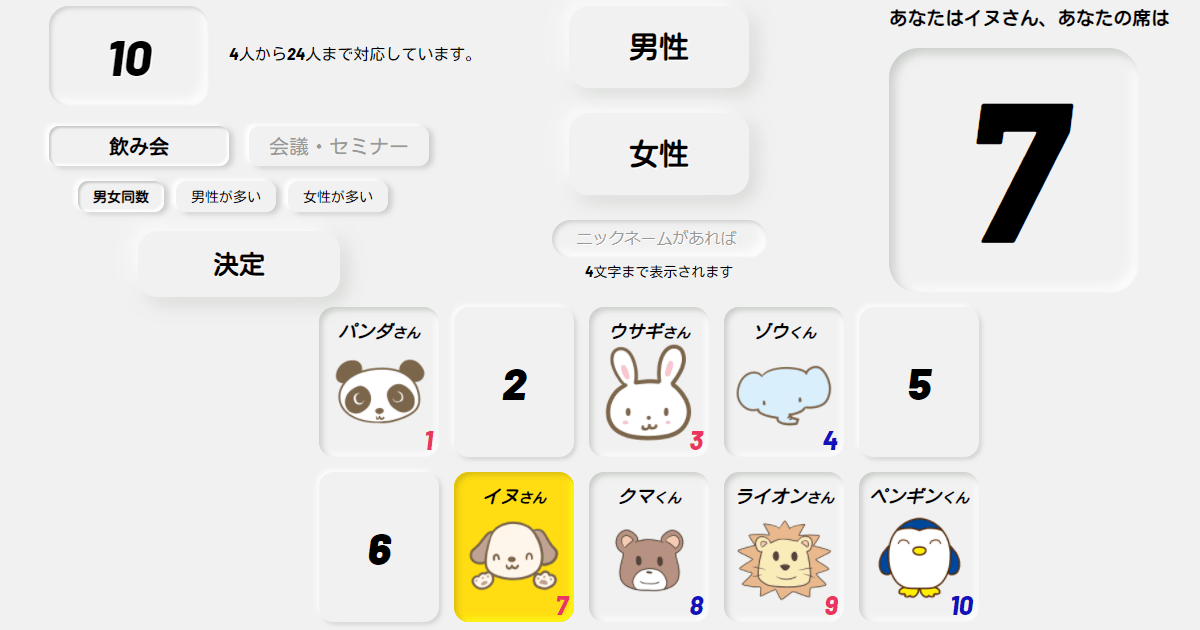 10
4人から24人まで対応しています。
飲み会
会議・セミナー
男女同数
男性が多い
女性が多い
決定
男性
女性
ニックネームがあれば
4文字まで表示されます
あなたはイヌさん、あなたの席は
7
パンダさん
1
2
ウサギさん
3
ゾウくん
4
5
6
イヌさん
7
クマくん
8
ライオンさん
9
ペンギンくん
10